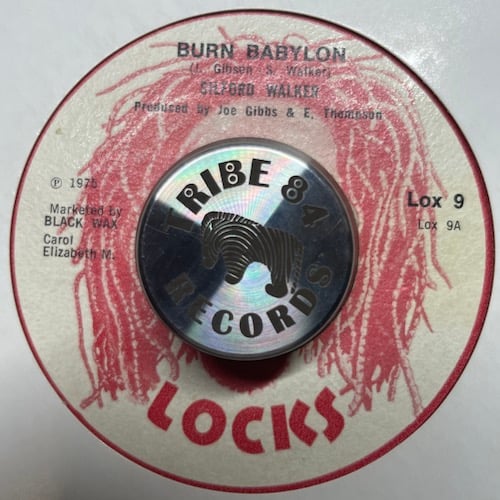 BURN BABYLON
(J. Gibson S. Walker)
SILFORD WALKER
Produced by Joe Gibbs & E. Thompson
℗ 1975
Marketed by
BLACK WAX
Carol
Elizabeth M.
Lox 9
Lox 9A
TRIBE 84
RECORDS
LOCKS